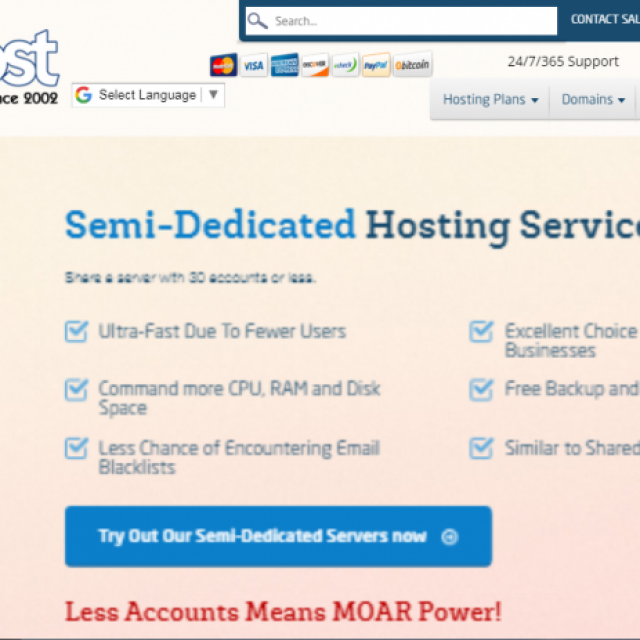 Search...
CONTACT SAL
ost
nce 2002
VISA
DISCOVER
echeck
PayPal
bitcoin
24/7/365 Support
Select Language
Hosting Plans
Domains
Semi-Dedicated Hosting Service
Share a server with 30 accounts or less.
Ultra-Fast Due To Fewer Users
Excellent Choice
Businesses
Command more CPU, RAM and Disk
Space
Free Backup and
Less Chance of Encountering Email
Blacklists
Similar to Shared
Try Out Our Semi-Dedicated Servers now
Less Accounts Means MOAR Power!